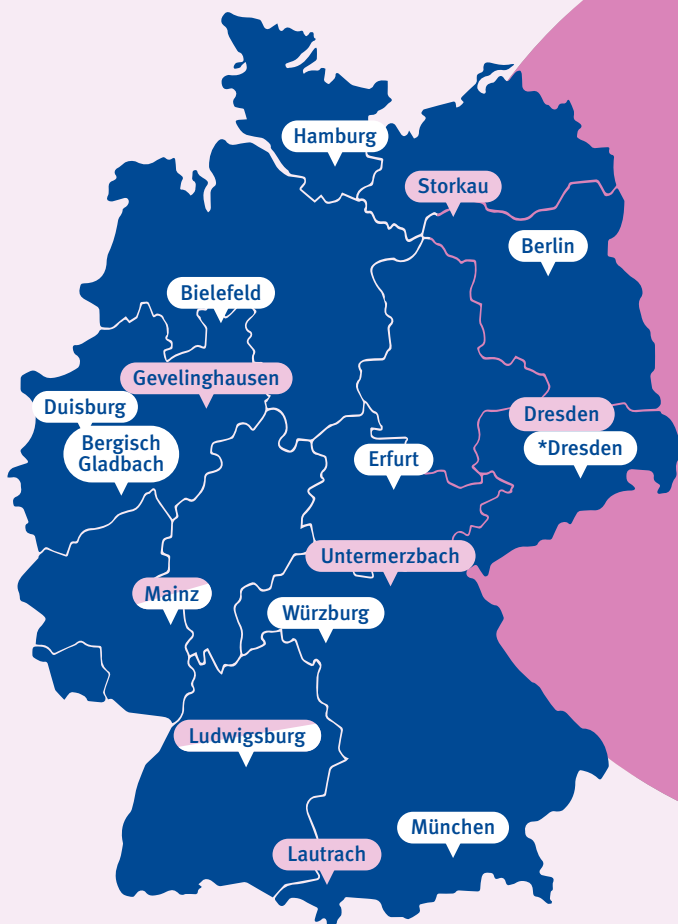 Hamburg
Storkau
Berlin
Bielefeld
Gevelinghausen
Duisburg
Dresden
Bergisch
Gladbach
*Dresden
Erfurt
Untermerzbach
Mainz
Würzburg
Ludwigsburg
München
Lautrach